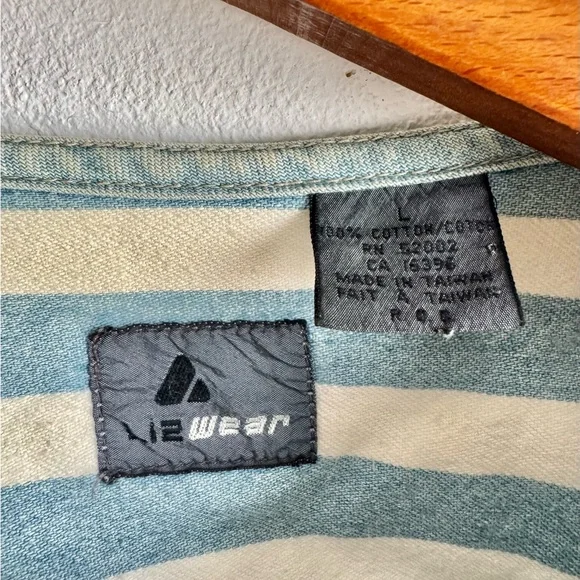 L
100% COTTON/COTON
RN 52002
CA 16396
MADE IN TAIWAN
FAIT A TAIWAN
R.O.C
LizWear